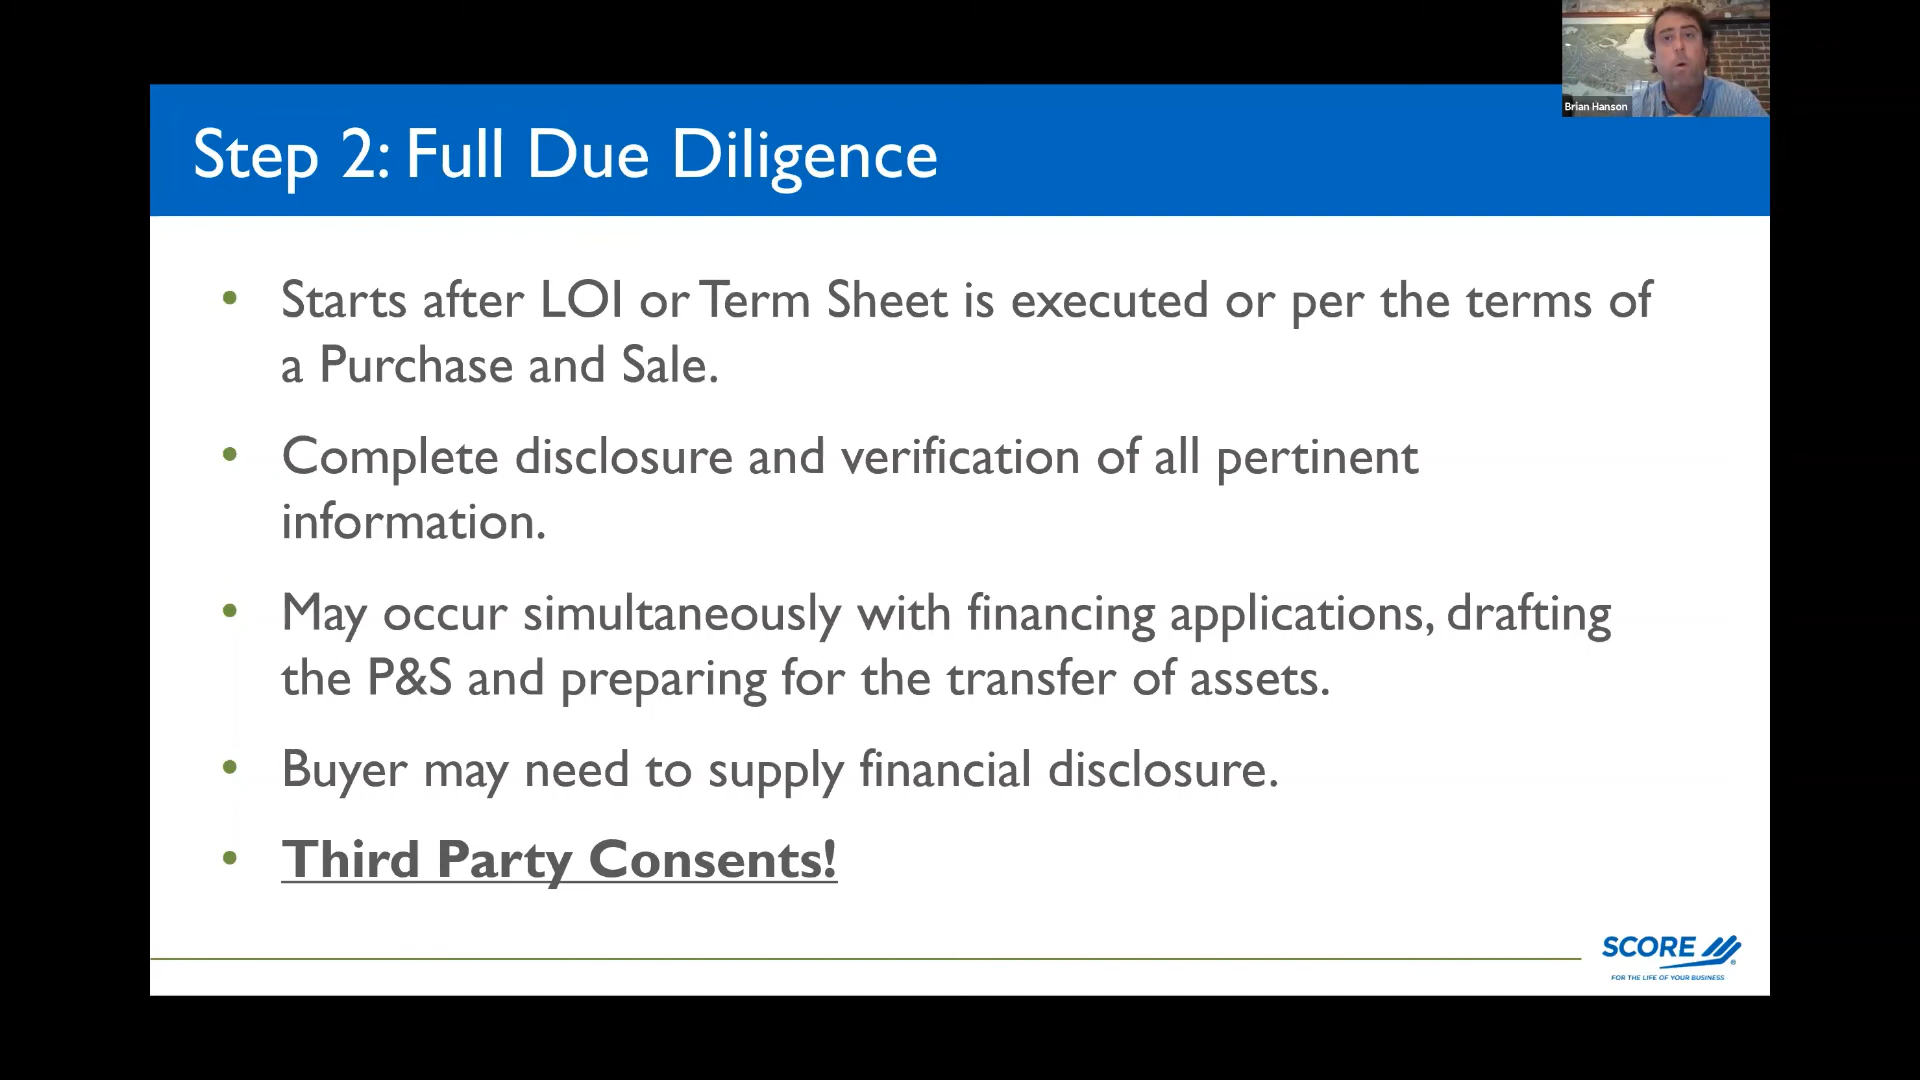 Brian Hanson
Step 2: Full Due Diligence
• Starts after LOI or Term Sheet is executed or per the terms of
a Purchase and Sale.
• Complete disclosure and verification of all pertinent
information.
• May occur simultaneously with financing applications, drafting
the P&S and preparing for the transfer of assets.
• Buyer may need to supply financial disclosure.
• Third Party Consents!
SCORE®
FOR THE LIFE OF YOUR BUSINESS